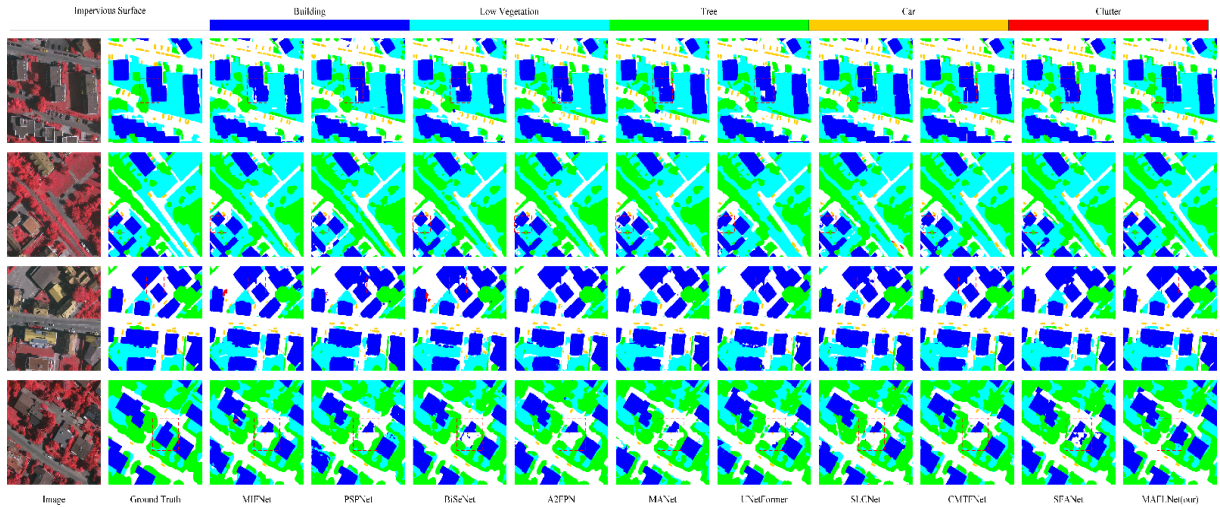 Impervious Surface Building Low Vegetation Tree Car Clutter
Image Ground Truth MIFNet PSPNet BiSeNet A2FPN MANet UNetFormer SLCNet CMTFNet SFANet MAFLNet(our)